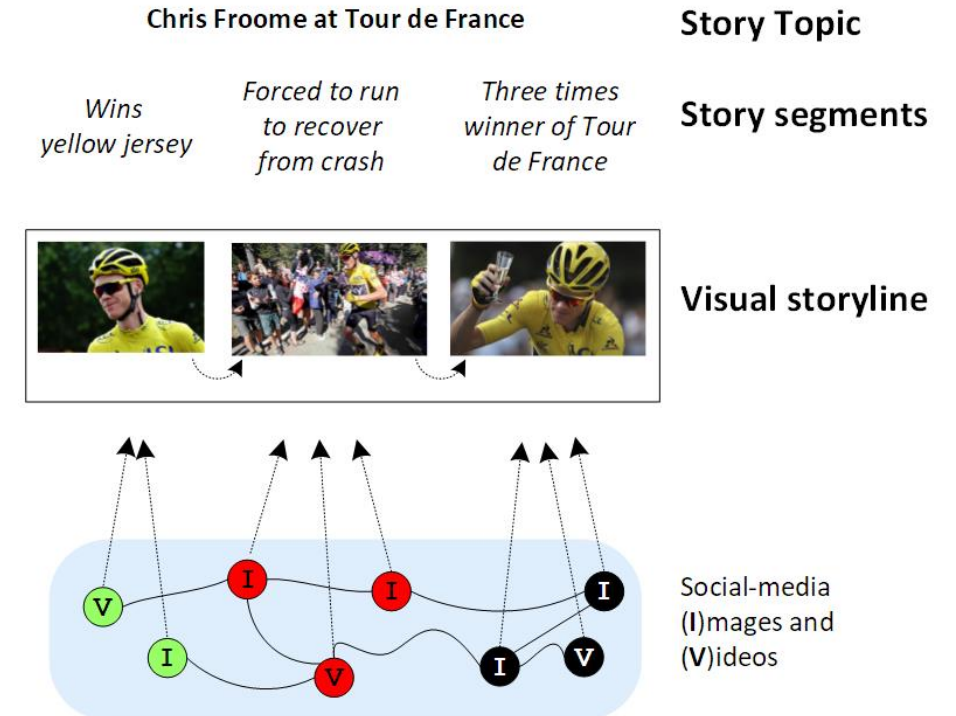 Chris Froome at Tour de France
Story Topic
Wins
yellow jersey
Forced to run
to recover
from crash
Three times
winner of Tour
de France
Story segments
Visual storyline
V
I
I
V
I
I
V
I
Social-media
(I)mages and
(V)ideos